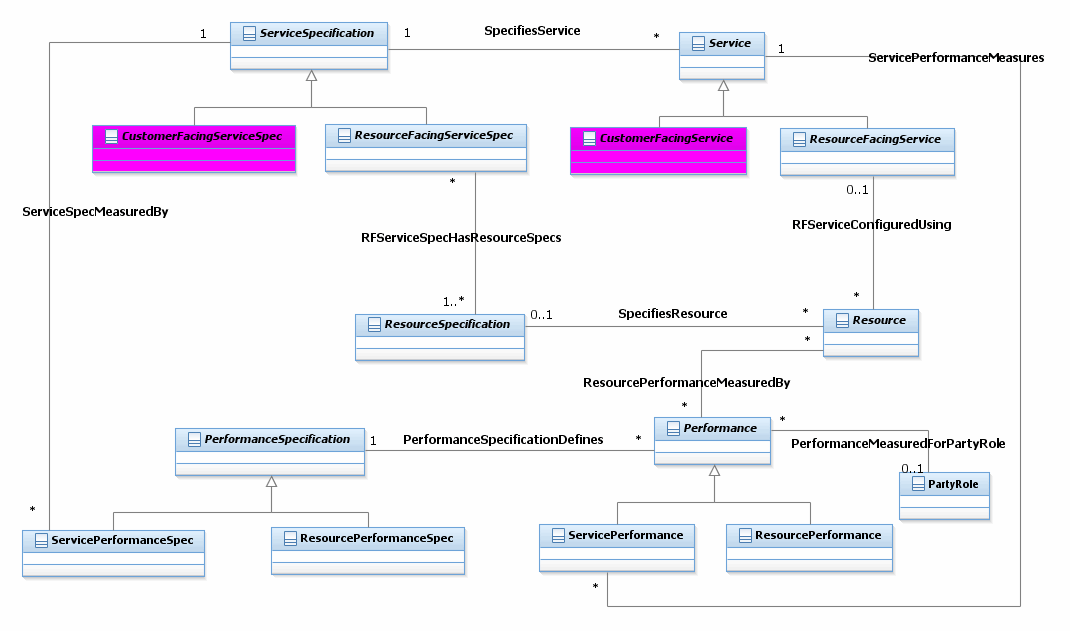 ServiceSpecification
1
1
SpecifiesService
*
Service
1
ServicePerformanceMeasures
CustomerFacingServiceSpec
ResourceFacingServiceSpec
CustomerFacingService
ResourceFacingService
*
0..1
ServiceSpecMeasuredBy
RFServiceSpecHasResourceSpecs
RFServiceConfiguredUsing
1..*
*
ResourceSpecification
0..1
SpecifiesResource
*
Resource
*
ResourcePerformanceMeasuredBy
*
PerformanceSpecification
1
PerformanceSpecificationDefines
*
Performance
*
PerformanceMeasuredForPartyRole
0..1
PartyRole
*
ServicePerformanceSpec
ResourcePerformanceSpec
ServicePerformance
ResourcePerformance
*